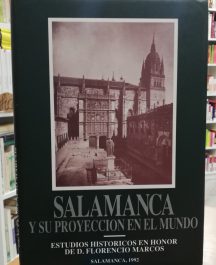 SALAMANCA
Y SU PROYECCION EN EL MUNDO
ESTUDIOS HISTORICOS EN HONOR
DE D. FLORENCIO MARCOS
SALAMANCA, 1992